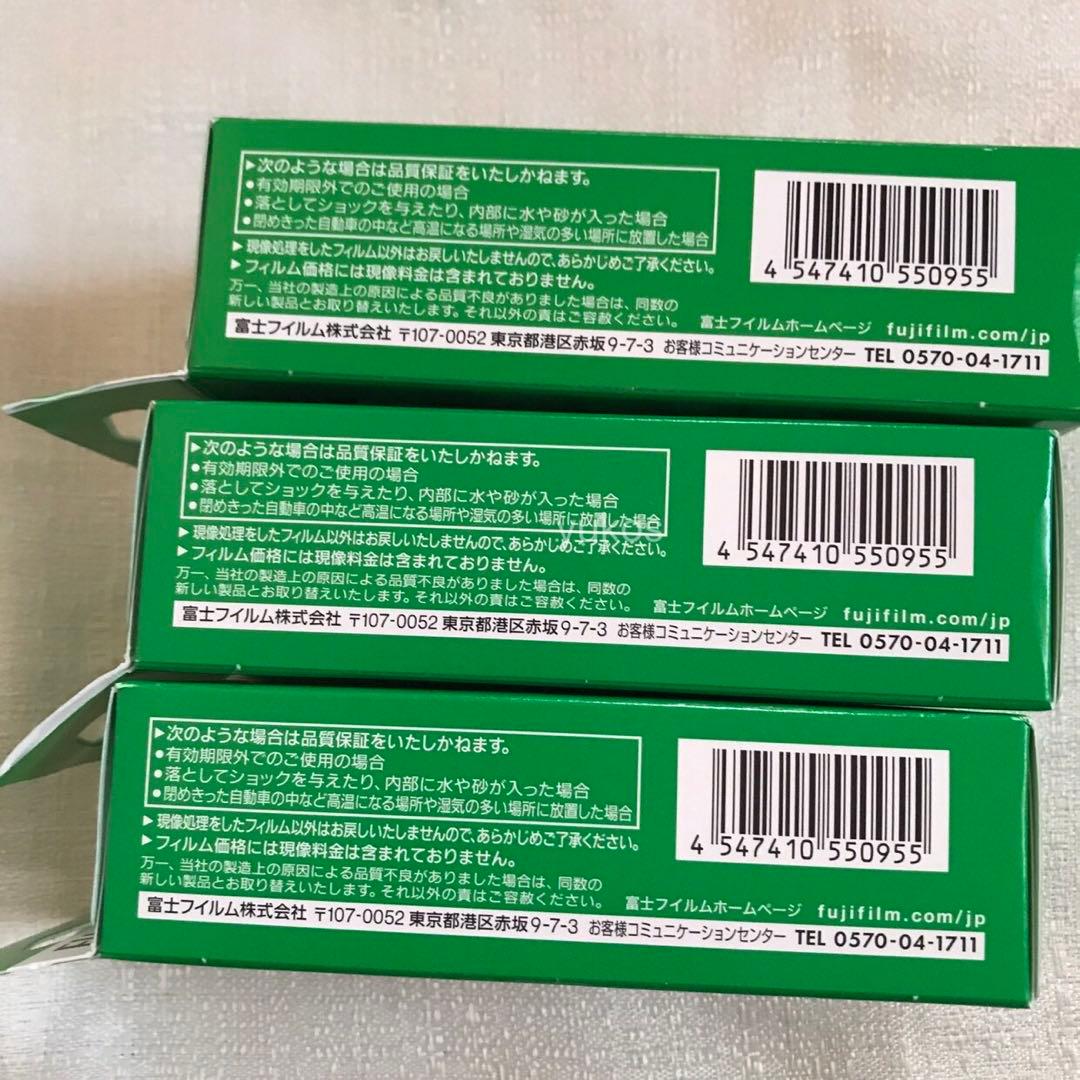 ▶次のような場合は品質保証をいたしかねます。
●有効期限外でのご使用の場合
●落としてショックを与えたり、内部に水や砂が入った場合
●閉めきった自動車の中など高温になる場所や湿気の多い場所に放置した場合
▶現像処理をしたフィルム以外はお戻しいたしませんので、あらかじめご了承ください。
▶フィルム価格には現像料金は含まれておりません。
万一、当社の製造上の原因による品質不良がありました場合は、同数の
新しい製品とお取り替えいたします。それ以外の責はご容赦ください。
富士フイルムホームページ fujifilm.com/jp
富士フイルム株式会社 〒107-0052 東京都港区赤坂9-7-3 お客様コミュニケーションセンター TEL 0570-04-1711
4 547410 550955
▶次のような場合は品質保証をいたしかねます。
●有効期限外でのご使用の場合
●落としてショックを与えたり、内部に水や砂が入った場合
●閉めきった自動車の中など高温になる場所や湿気の多い場所に放置した場合
▶現像処理をしたフィルム以外はお戻しいたしませんので、あらかじめご了承ください。
▶フィルム価格には現像料金は含まれておりません。
万一、当社の製造上の原因による品質不良がありました場合は、同数の
新しい製品とお取り替えいたします。それ以外の責はご容赦ください。
富士フイルムホームページ fujifilm.com/jp
富士フイルム株式会社 〒107-0052 東京都港区赤坂9-7-3 お客様コミュニケーションセンター TEL 0570-04-1711
4 547410 550955
▶次のような場合は品質保証をいたしかねます。
●有効期限外でのご使用の場合
●落としてショックを与えたり、内部に水や砂が入った場合
●閉めきった自動車の中など高温になる場所や湿気の多い場所に放置した場合
▶現像処理をしたフィルム以外はお戻しいたしませんので、あらかじめご了承ください。
▶フィルム価格には現像料金は含まれておりません。
万一、当社の製造上の原因による品質不良がありました場合は、同数の
新しい製品とお取り替えいたします。それ以外の責はご容赦ください。
富士フイルムホームページ fujifilm.com/jp
富士フイルム株式会社 〒107-0052 東京都港区赤坂9-7-3 お客様コミュニケーションセンター TEL 0570-04-1711
4 547410 550955